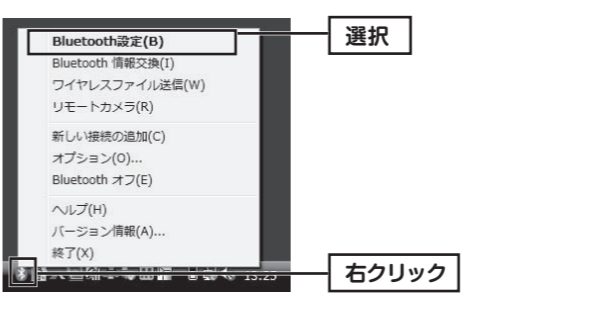 Bluetooth設定(B)
選択
Bluetooth 情報交換(I)
ワイヤレスファイル送信(W)
リモートカメラ(R)
新しい接続の追加(C)
オプション(O)...
Bluetooth オフ(E)
ヘルプ(H)
バージョン情報(A)...
終了(X)
右クリック